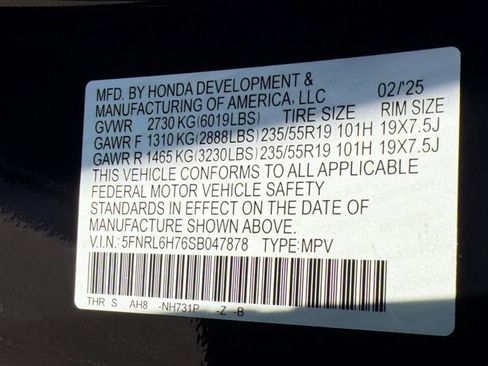 MFD. BY HONDA DEVELOPMENT & 02/'25
MANUFACTURING OF AMERICA, LLC
GVWR 2730 KG(6019LBS) TIRE SIZE RIM SIZE
GAWR F 1310 KG(2888LBS) 235/55R19 101H 19X7.5J
GAWR R 1465 KG(3230LBS) 235/55R19 101H 19X7.5J
THIS VEHICLE CONFORMS TO ALL APPLICABLE
FEDERAL MOTOR VEHICLE SAFETY
STANDARDS IN EFFECT ON THE DATE OF
MANUFACTURE SHOWN ABOVE.
V.I.N.: 5FNRL6H76SB047878 TYPE:MPV
THR S AH8 -NH731P -Z -B